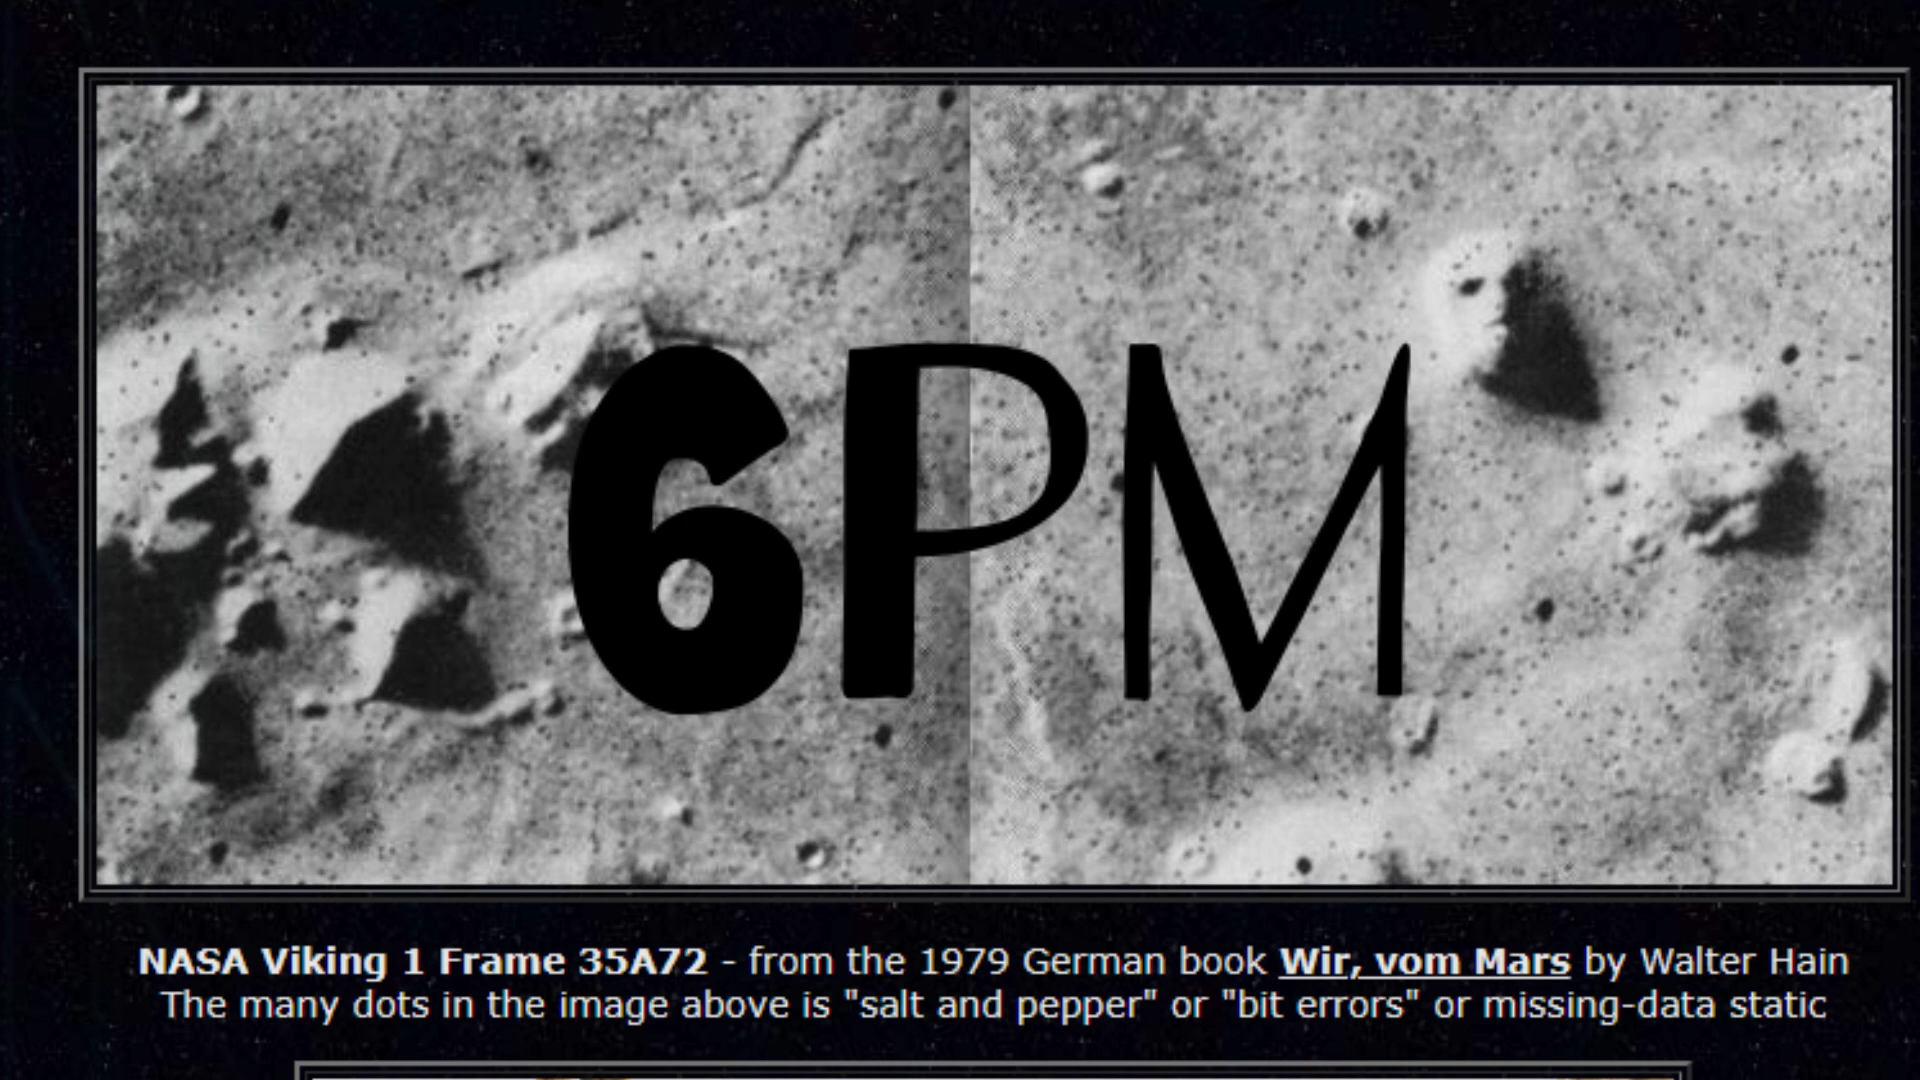 6PM
NASA Viking 1 Frame 35A72 - from the 1979 German book Wir, vom Mars by Walter Hain
The many dots in the image above is "salt and pepper" or "bit errors" or missing-data static